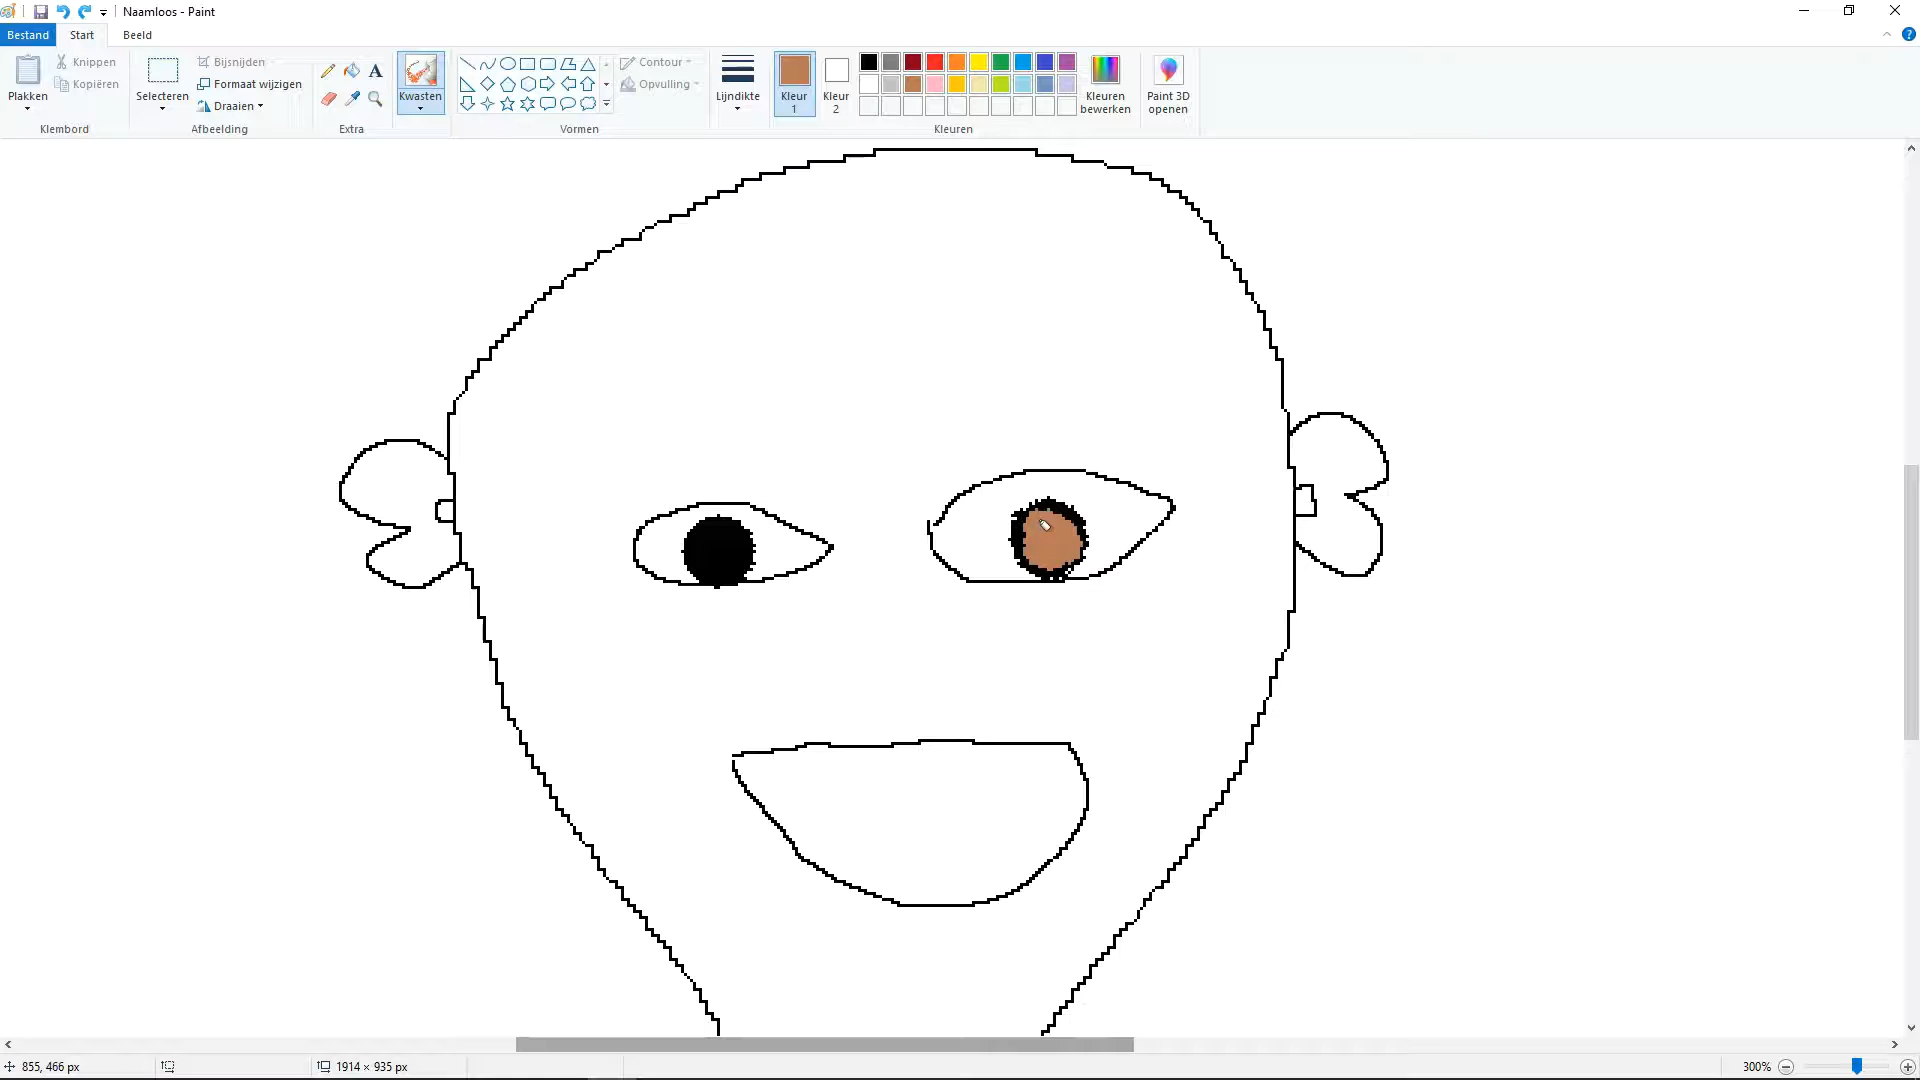 Naamloos - Paint
Bestand Start Beeld
Plakken
Knippen
Kopiëren
Klembord
Selecteren
Bijsnijden
Formaat wijzigen
Draaien
Afbeelding
A
Extra
Kwasten
Contour
Opvulling
Vormen
Lijndikte
Kleur
1
Kleur
2
Kleuren
bewerken
Kleuren
Paint 3D
openen
855, 466 px
1914 × 935 px
300%